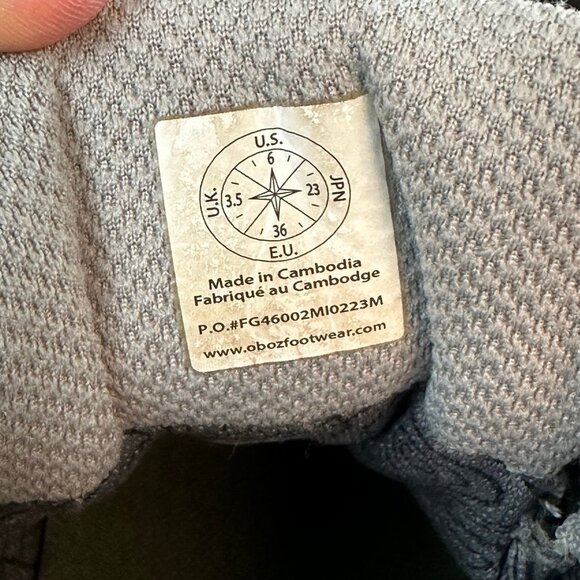 U.S.
6
U.K. 3.5 23 JPN
36
E.U.
Made in Cambodia
Fabriqué au Cambodge
P.O.#FG46002MI0223M
www.obozfootwear.com